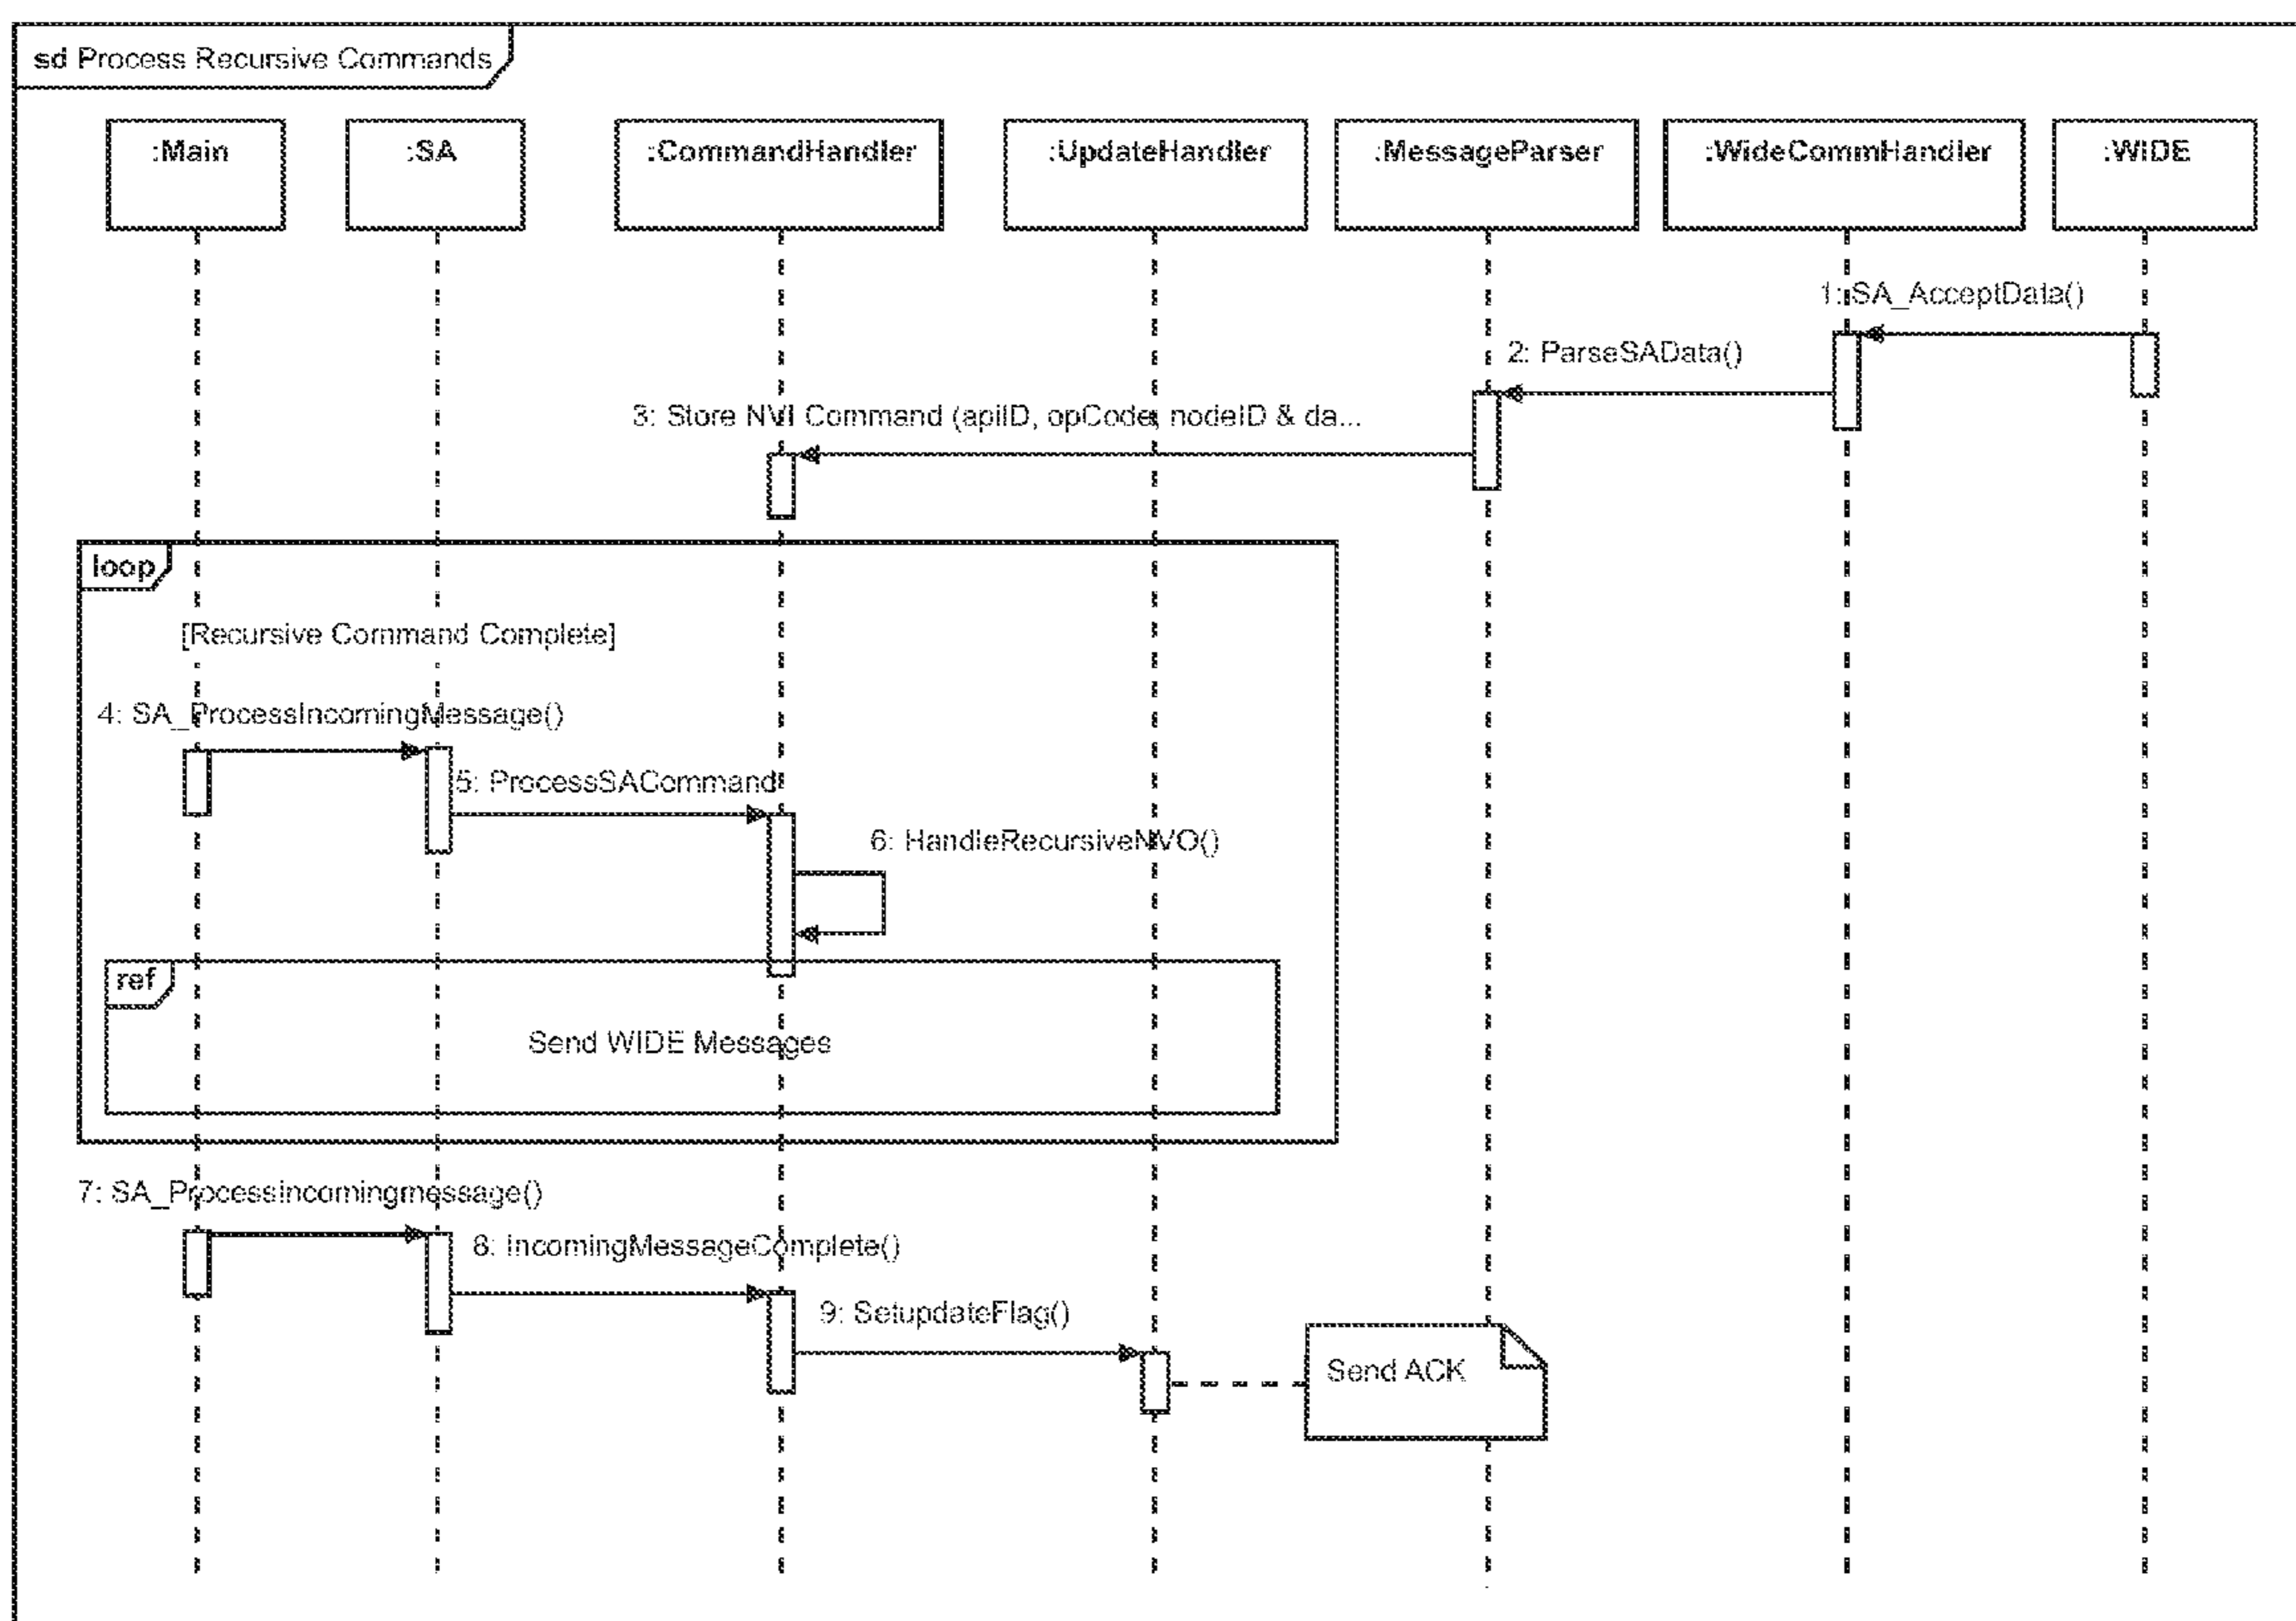 sd Process Recursive Commands
:Main
:SA
:CommandHandler
:UpdateHandler
:MessageParser
:WideCommHandler
:WIDE
1: SA_AcceptData()
2: ParseSAData()
3: Store NVI Command (apiID, opCode, nodeID & da...
loop
[Recursive Command Complete]
4: SA_ProcessIncomingMessage()
5: ProcessSACommand
6: HandleRecursiveNVO()
ref
Send WIDE Messages
7: SA_ProcessIncomingmessage()
8: IncomingMessageComplete()
9: SetupdateFlag()
Send ACK